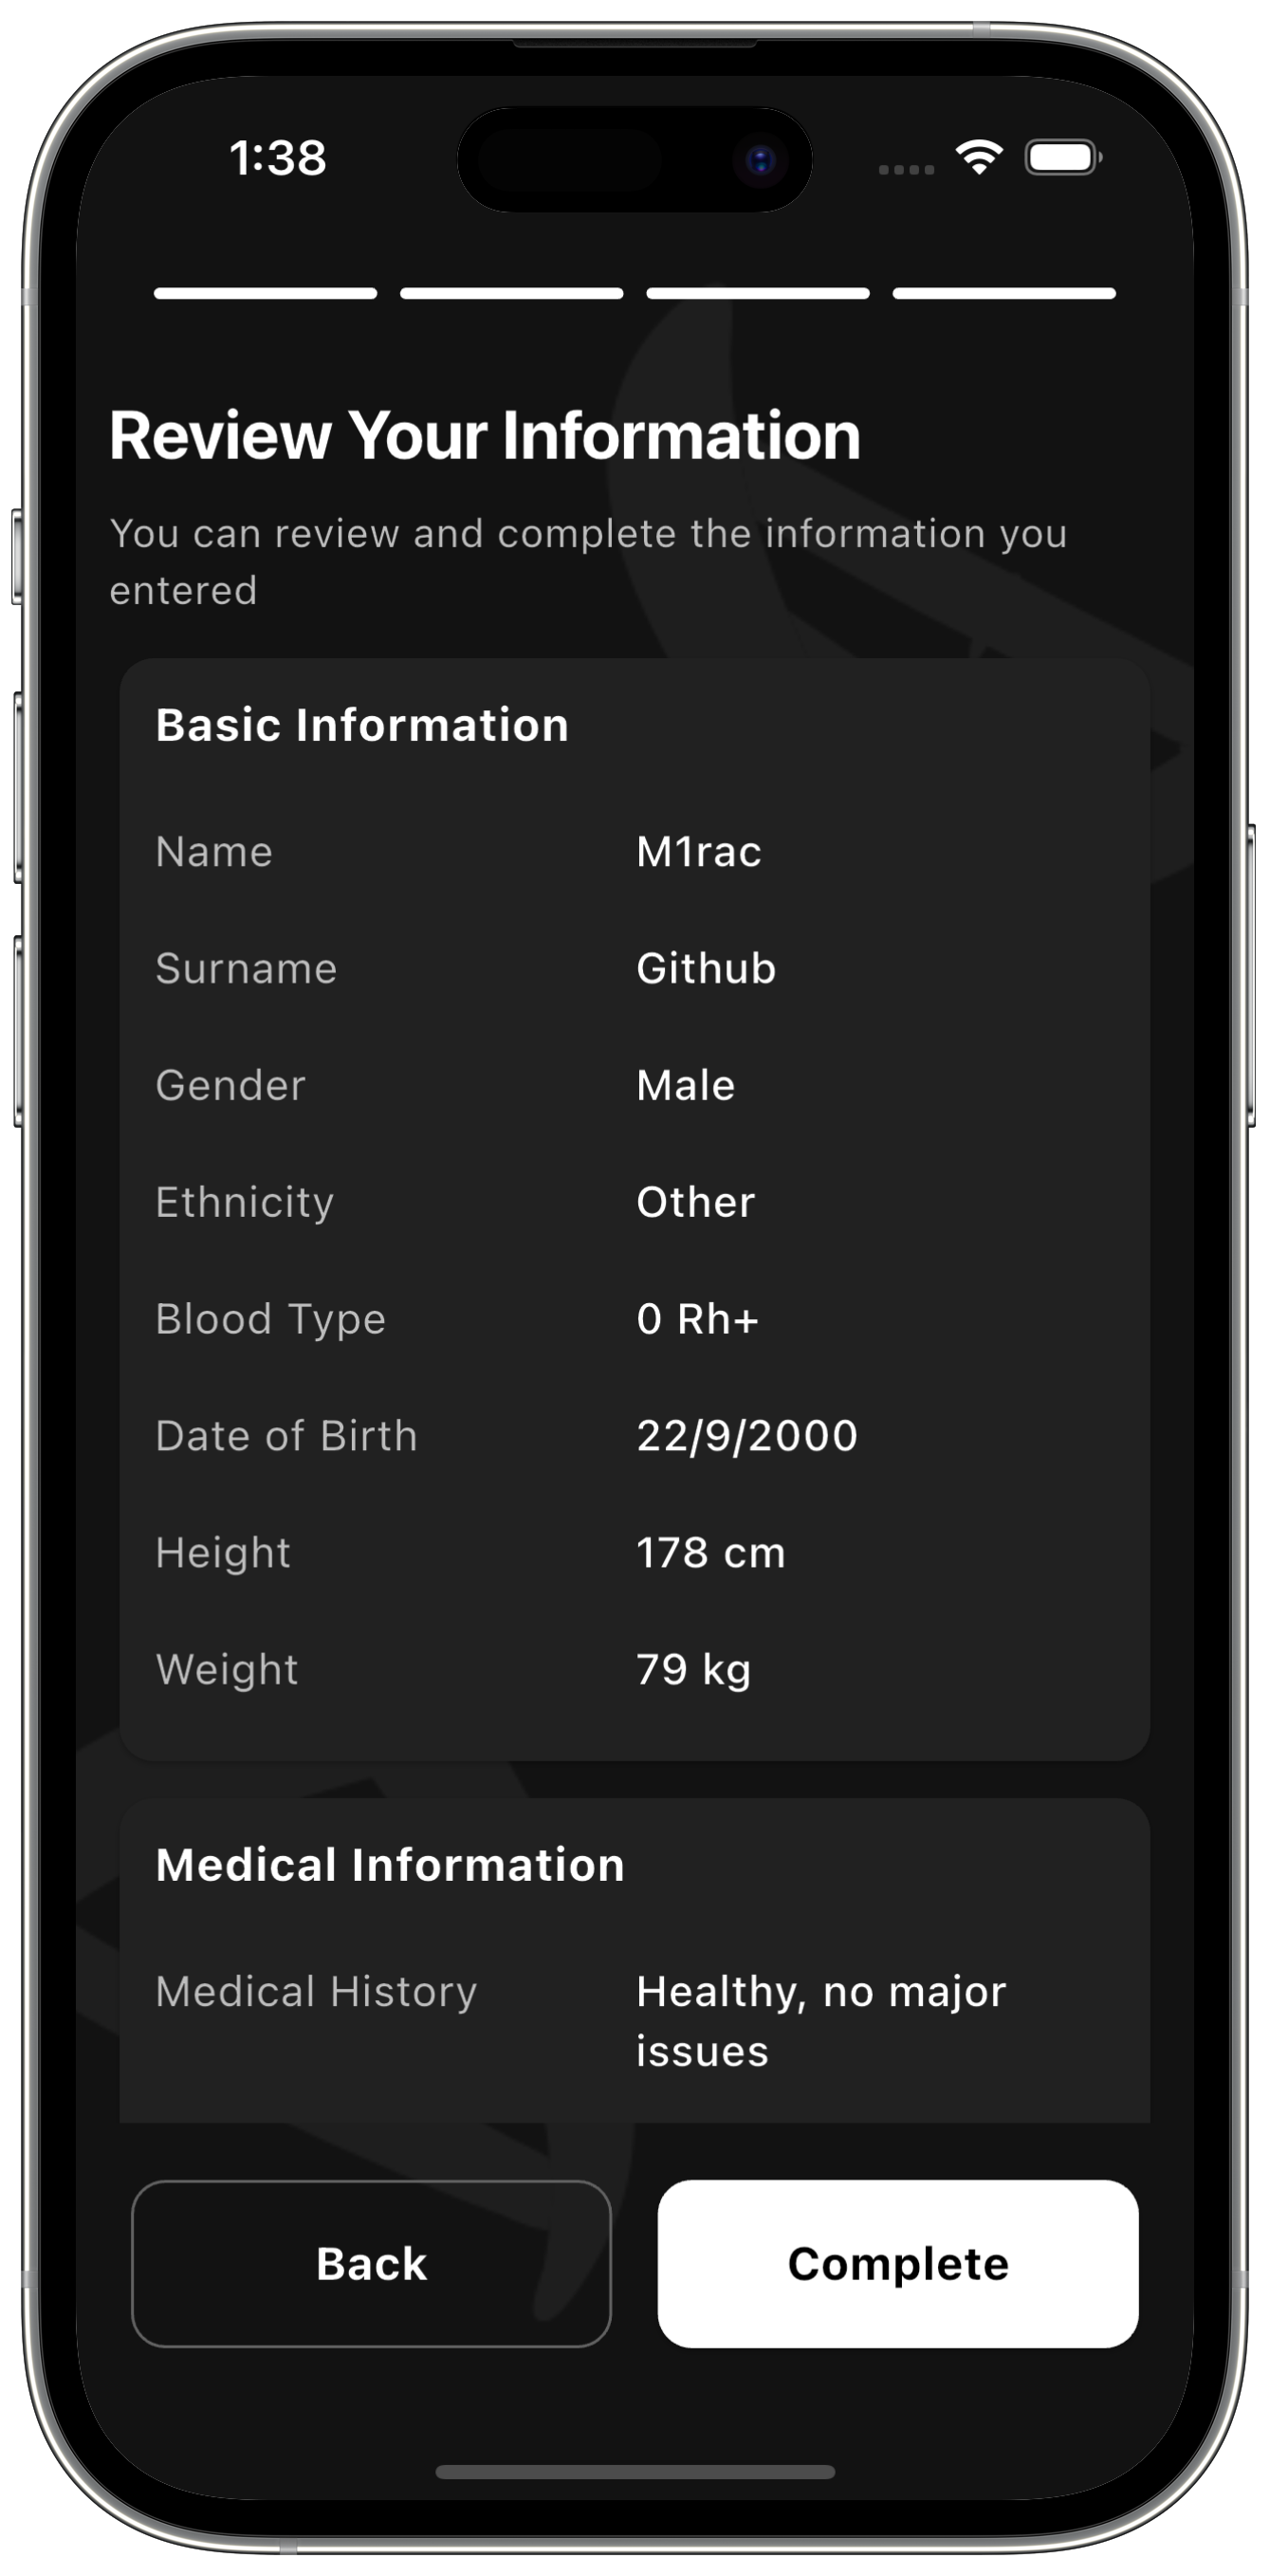 1:38
Review Your Information
You can review and complete the information you
entered
Basic Information
Name M1rac
Surname Github
Gender Male
Ethnicity Other
Blood Type 0 Rh+
Date of Birth 22/9/2000
Height 178 cm
Weight 79 kg
Medical Information
Medical History Healthy, no major
issues
Back Complete